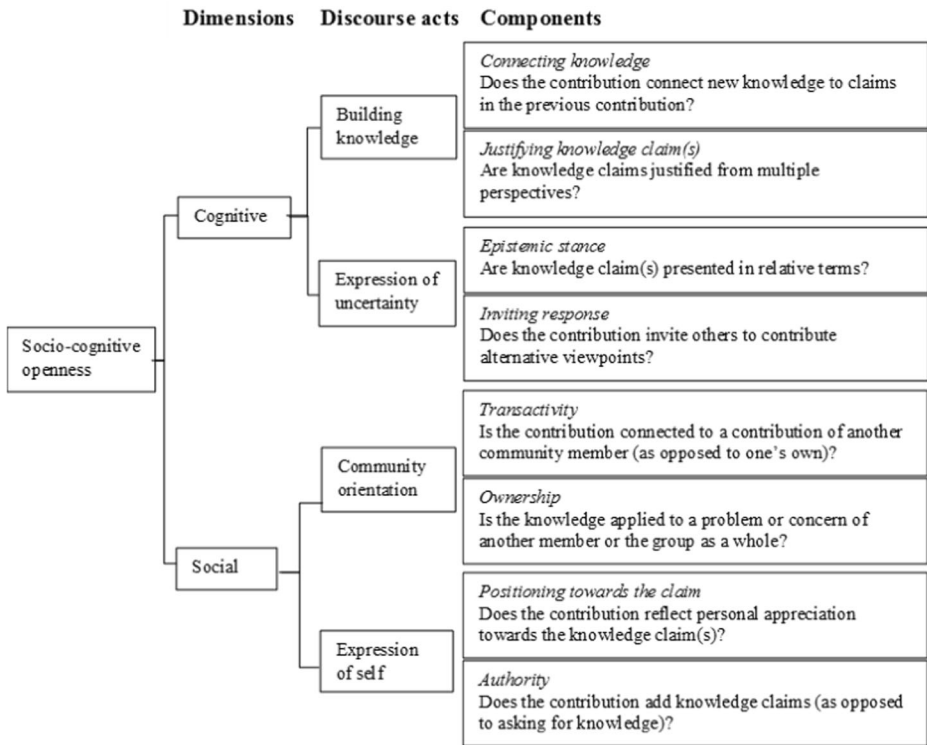 Dimensions Discourse acts Components
Socio-cognitive
openness
Cognitive
Building
knowledge
Connecting knowledge
Does the contribution connect new knowledge to claims
in the previous contribution?
Justifying knowledge claim(s)
Are knowledge claims justified from multiple
perspectives?
Expression of
uncertainty
Epistemic stance
Are knowledge claim(s) presented in relative terms?
Inviting response
Does the contribution invite others to contribute
alternative viewpoints?
Social
Community
orientation
Transactivity
Is the contribution connected to a contribution of another
community member (as opposed to one's own)?
Ownership
Is the knowledge applied to a problem or concern of
another member or the group as a whole?
Expression
of self
Positioning towards the claim
Does the contribution reflect personal appreciation
towards the knowledge claim(s)?
Authority
Does the contribution add knowledge claims (as opposed
to asking for knowledge)?